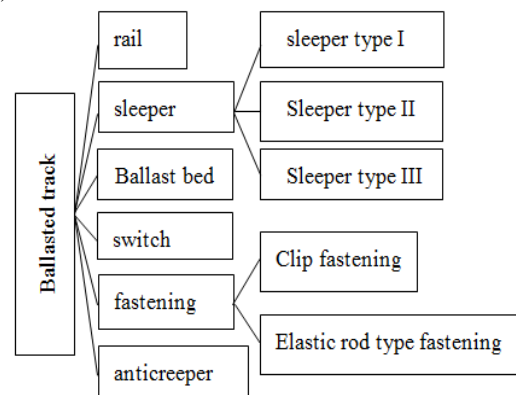 Ballasted track
rail
sleeper
Ballast bed
switch
fastening
anticreeper
sleeper type I
Sleeper type II
Sleeper type III
Clip fastening
Elastic rod type fastening